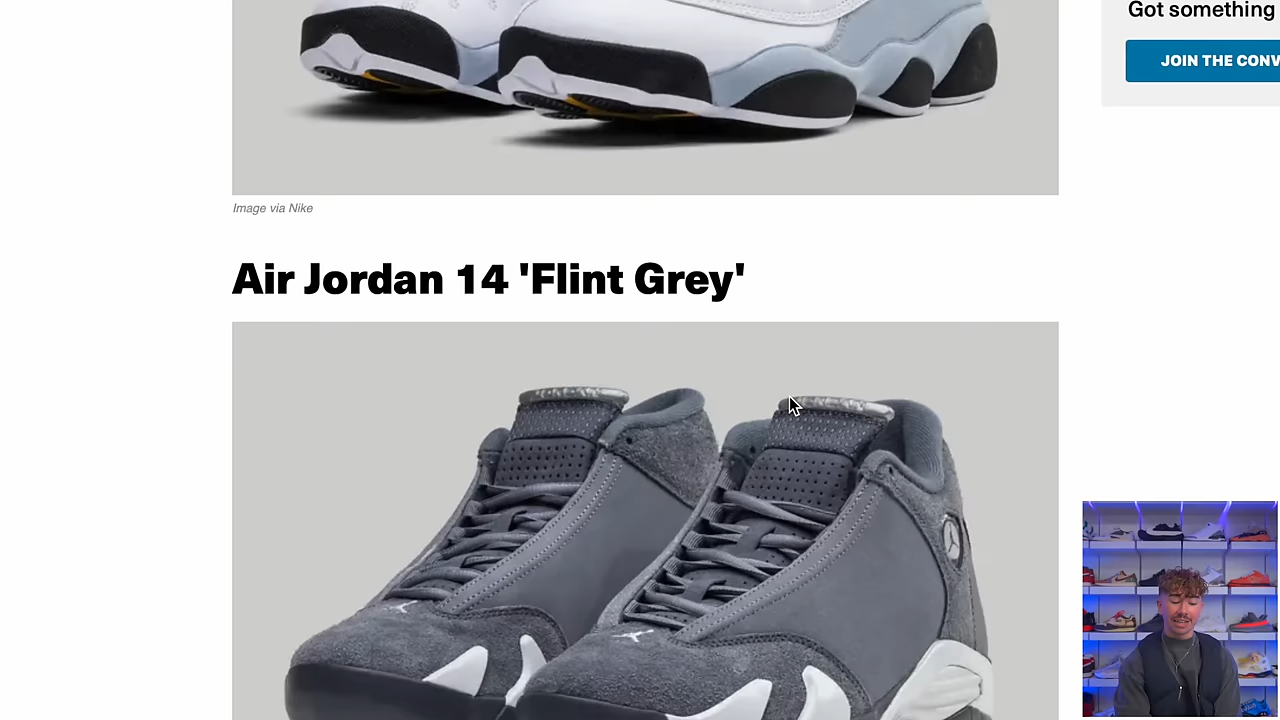 Got something
JOIN THE CONV
Image via Nike
Air Jordan 14 'Flint Grey'